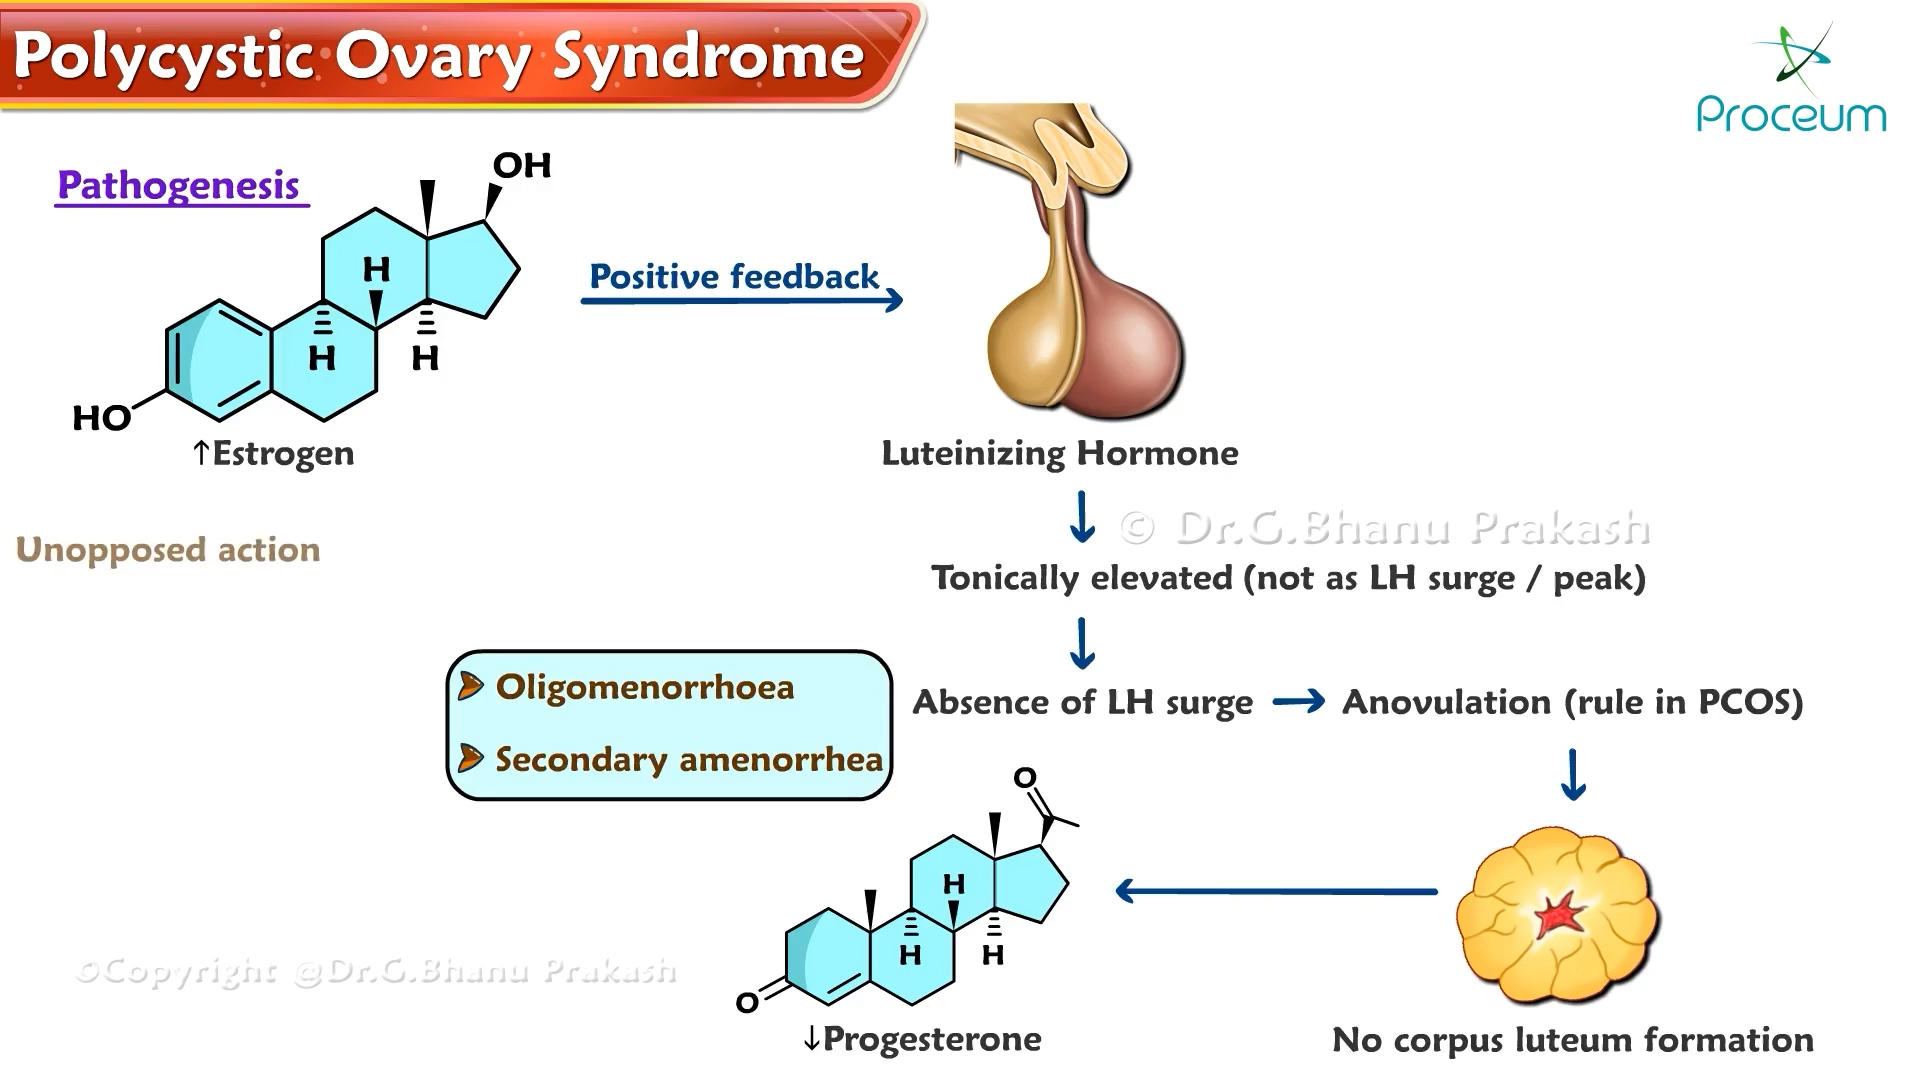 Polycystic Ovary Syndrome
Proceum
Pathogenesis
OH
H
H
H
HO
↑Estrogen
Positive feedback
Luteinizing Hormone
© Dr.G.Bhanu Prakash
Unopposed action
Tonically elevated (not as LH surge / peak)
Oligomenorrhoea
Secondary amenorrhea
Absence of LH surge → Anovulation (rule in PCOS)
O
H
H
H
O
↓Progesterone
©Copyright @Dr.G.Bhanu Prakash
No corpus luteum formation